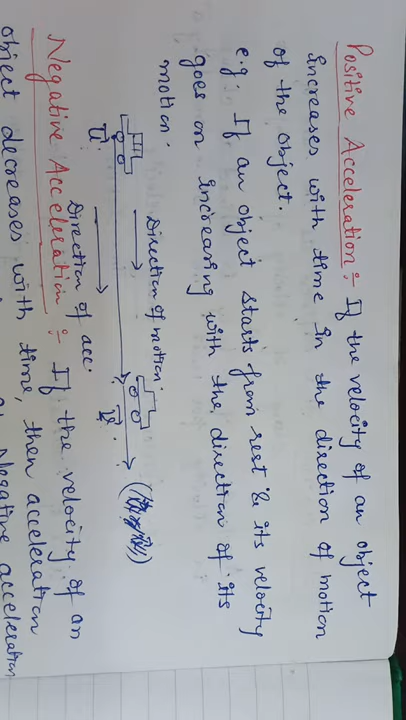 Positive Acceleration :- If the velocity of an object
increases with time in the direction of motion
of the object.
e.g. If an object starts from rest & its velocity
goes on increasing with the direction of its
motion.
Direction of motion
u v
Direction of acc.
Negative Acceleration :- If the velocity of an
object decreases with time, then acceleration
Negative acceleration